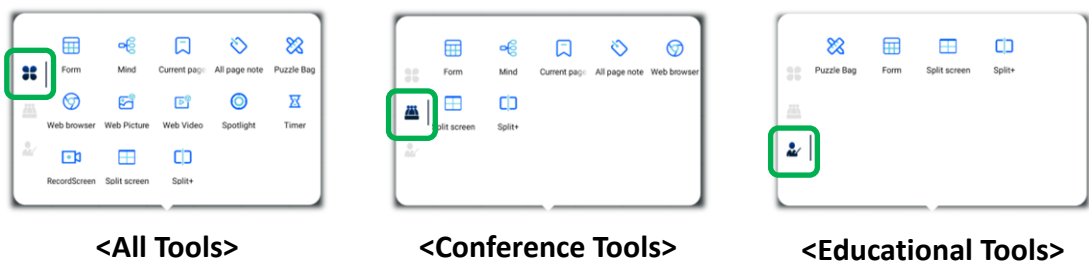 Form Mind Current page All page note Puzzle Bag
Web browser Web Picture Web Video Spotlight Timer
RecordScreen Split screen Split+
<All Tools>
Form Mind Current page All page note Web browser
Split screen Split+
<Conference Tools>
Puzzle Bag Form Split screen Split+
<Educational Tools>